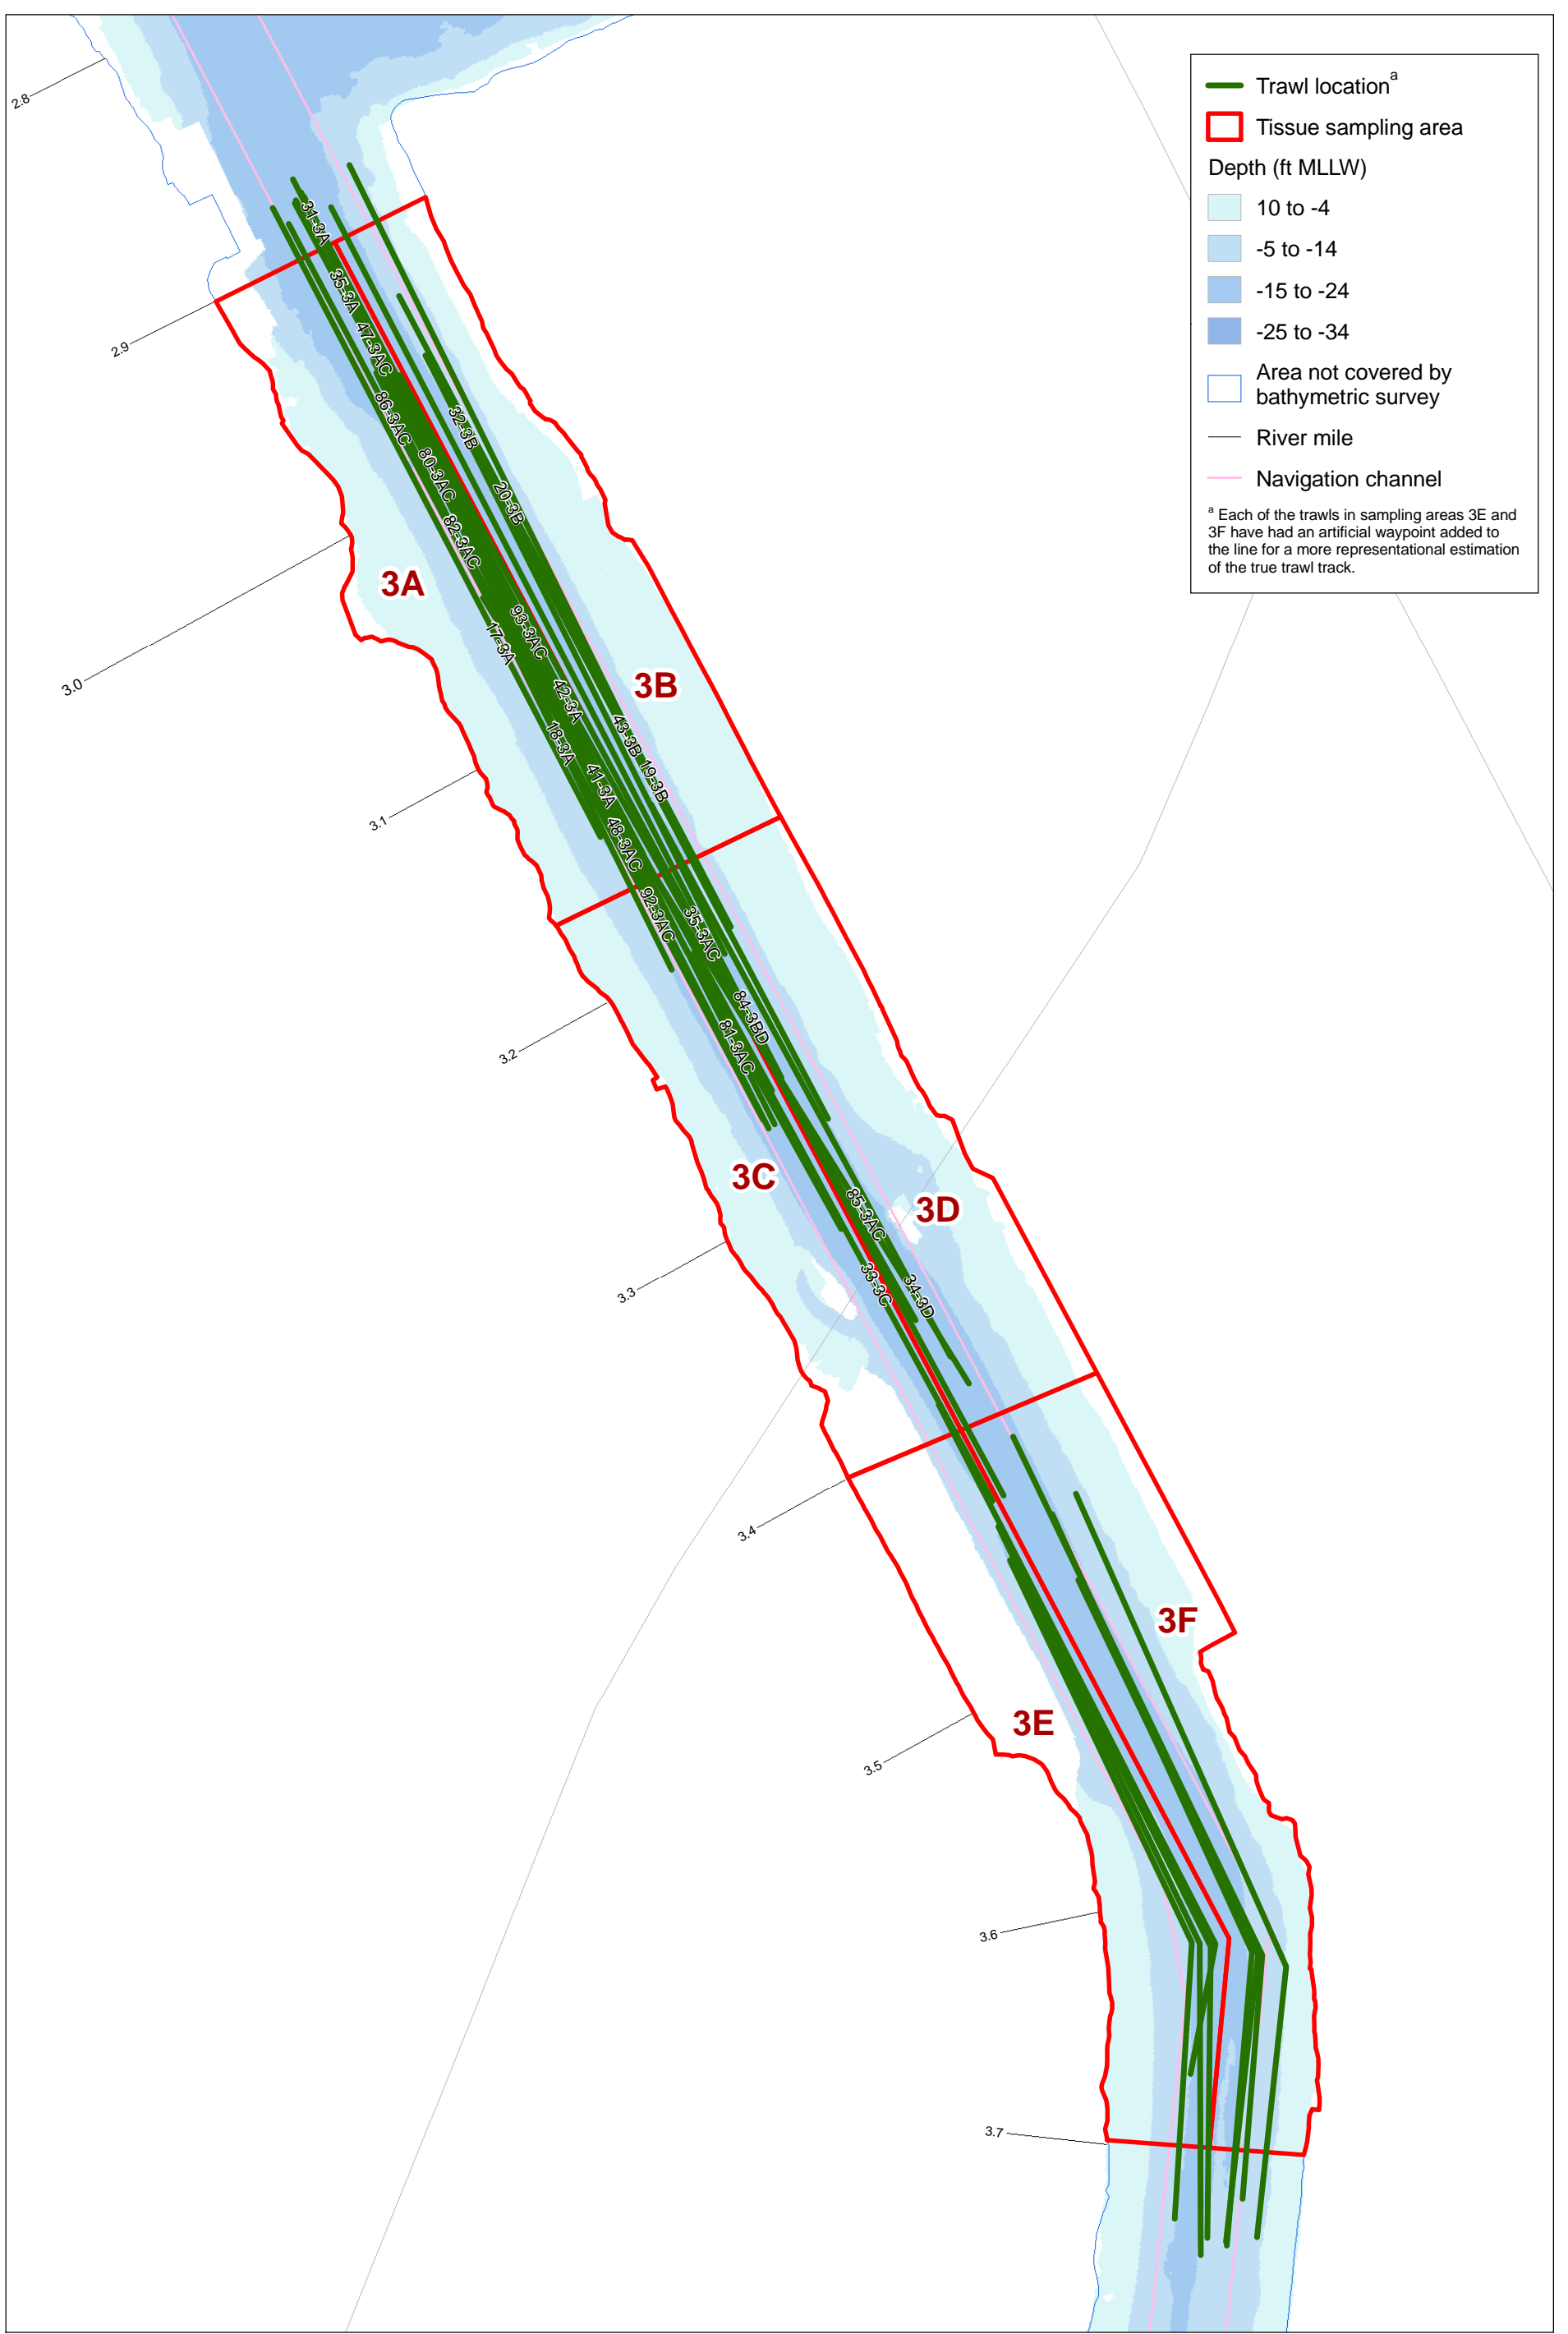 Trawl location a
Tissue sampling area
Depth (ft MLLW)
10 to -4
-5 to -14
-15 to -24
-25 to -34
Area not covered by
bathymetric survey
River mile
Navigation channel
a Each of the trawls in sampling areas 3E and
3F have had an artificial waypoint added to
the line for a more representational estimation
of the true trawl track.
2.8
31-3A
35-3A
2.9
47-3AC
86-3AC
32-3B
80-3AC
20-3B
82-3AC
3A
93-3AC
17-3A
3.0
3B
42-3A
43-3B
18-3A
19-3B
41-3A
3.1
48-3AC
92-3AC
35-3AC
84-3BD
81-3AC
3.2
3C
3D
85-3AC
33-3C
34-3D
3.3
3.4
3F
3E
3.5
3.6
3.7